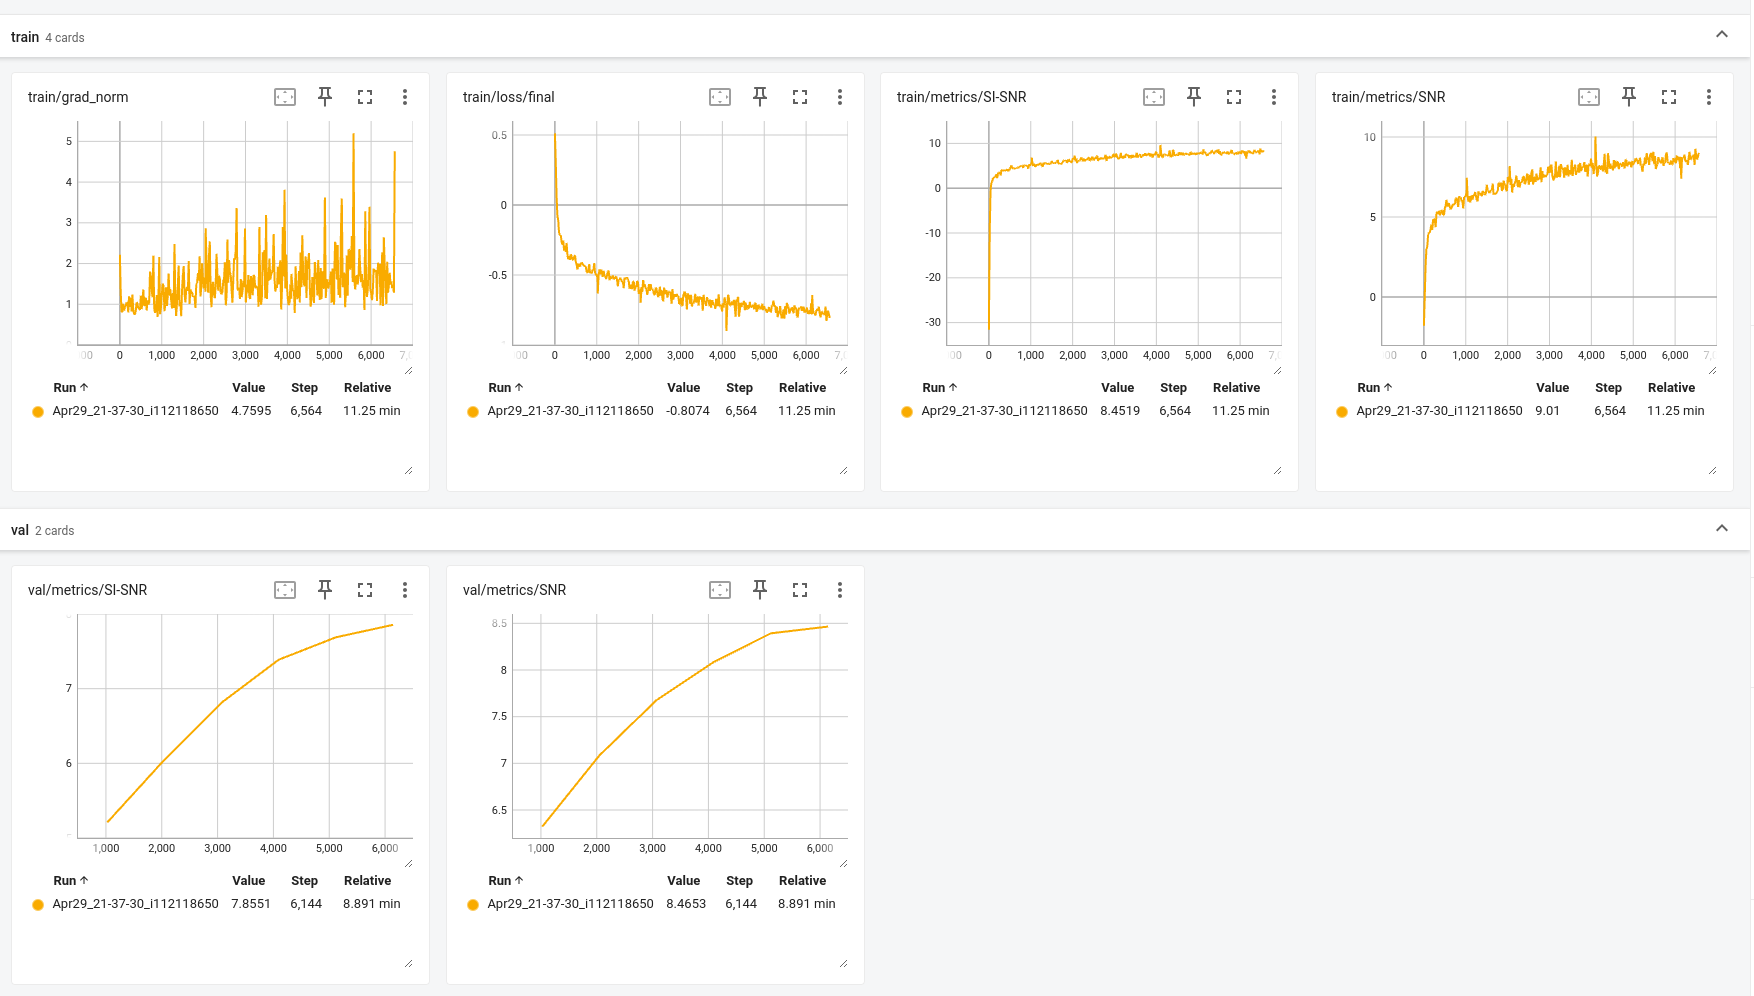 train 4 cards
train/grad_norm
5
4
3
2
1
0 1,000 2,000 3,000 4,000 5,000 6,000
Run ↑ Value Step Relative
Apr29_21-37-30_i112118650 4.7595 6,564 11.25 min
train/loss/final
0.5
0
-0.5
0 1,000 2,000 3,000 4,000 5,000 6,000
Run ↑ Value Step Relative
Apr29_21-37-30_i112118650 -0.8074 6,564 11.25 min
train/metrics/SI-SNR
10
0
-10
-20
-30
0 1,000 2,000 3,000 4,000 5,000 6,000
Run ↑ Value Step Relative
Apr29_21-37-30_i112118650 8.4519 6,564 11.25 min
train/metrics/SNR
10
5
0
0 1,000 2,000 3,000 4,000 5,000 6,000
Run ↑ Value Step Relative
Apr29_21-37-30_i112118650 9.01 6,564 11.25 min
val 2 cards
val/metrics/SI-SNR
7
6
1,000 2,000 3,000 4,000 5,000 6,000
Run ↑ Value Step Relative
Apr29_21-37-30_i112118650 7.8551 6,144 8.891 min
val/metrics/SNR
8.5
8
7.5
7
6.5
1,000 2,000 3,000 4,000 5,000 6,000
Run ↑ Value Step Relative
Apr29_21-37-30_i112118650 8.4653 6,144 8.891 min